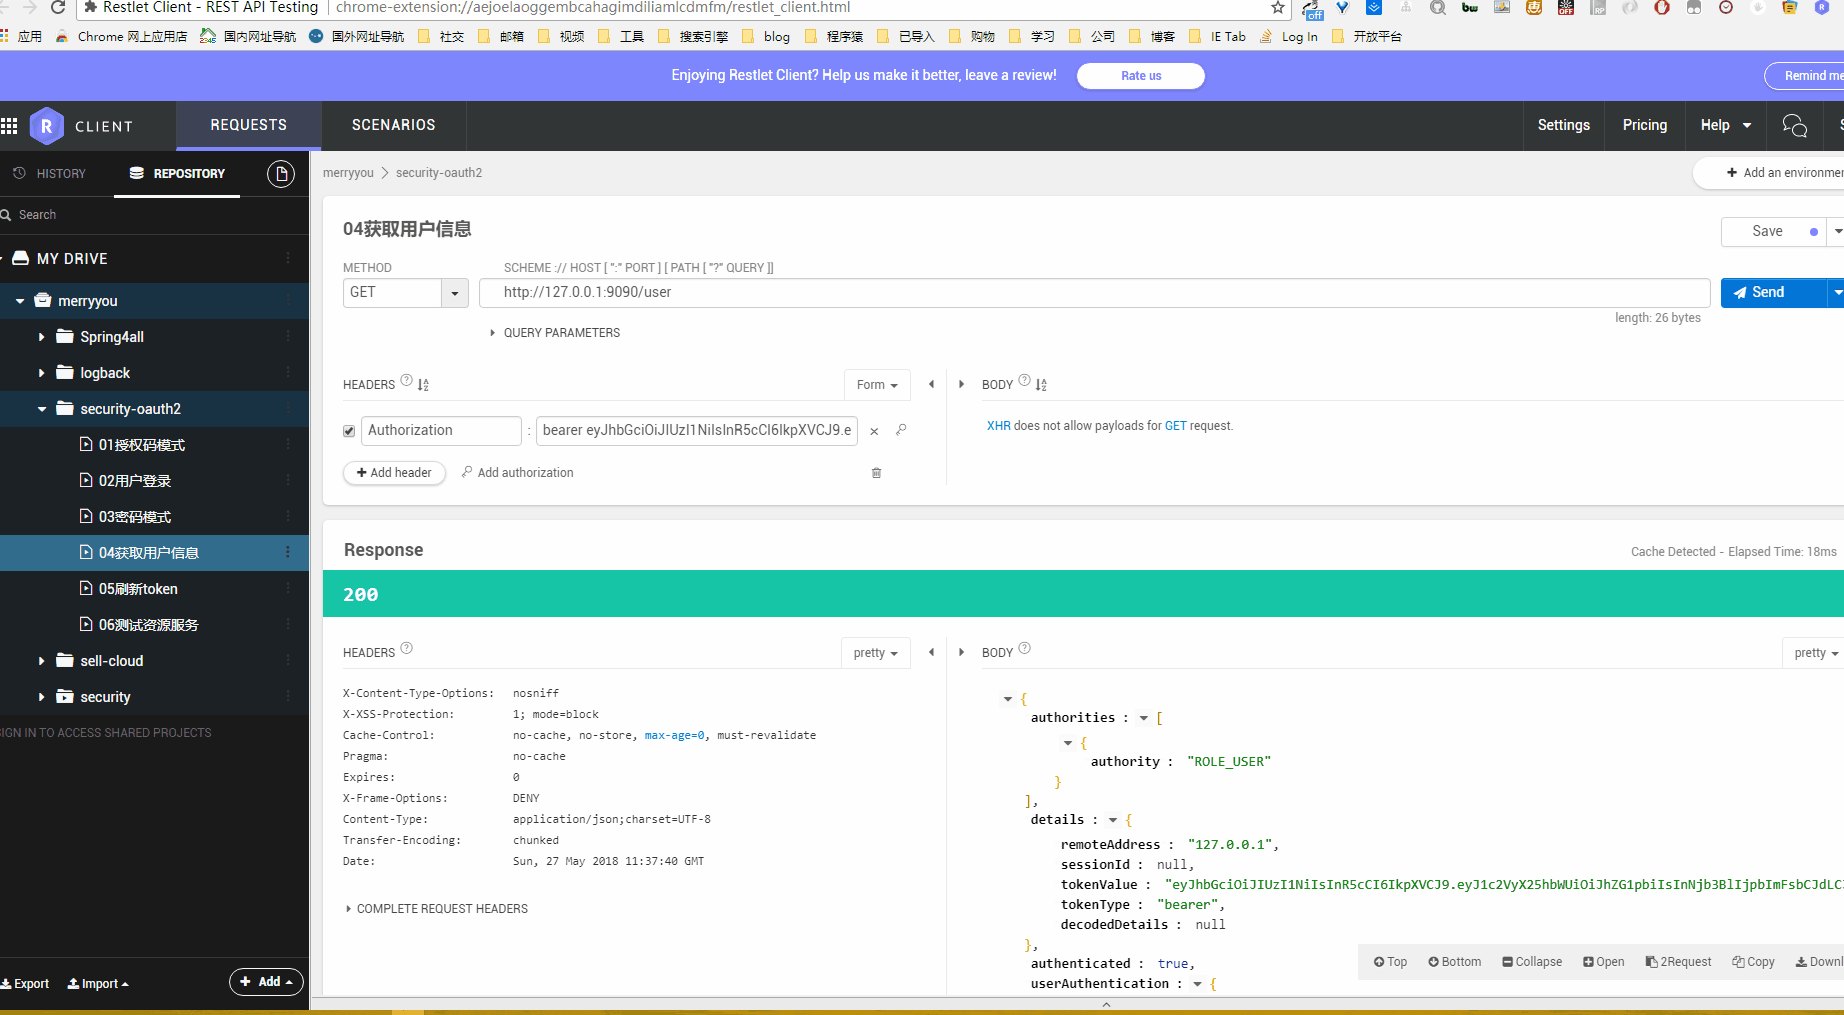 Restlet Client - REST API Testing
chrome-extension://aejoelaoggembcahagimdiliamlcdmfm/restlet_client.html
应用 Chrome 网上应用店 国内网址导航 国外网址导航 社交 邮箱 视频 工具 搜索引擎 blog 程序猿 已导入 购物 学习 公司 博客 IE Tab Log In 开放平台
Enjoying Restlet Client? Help us make it better, leave a review! Rate us Remind me
R CLIENT REQUESTS SCENARIOS Settings Pricing Help
HISTORY REPOSITORY
Search
MY DRIVE
merryyou
Spring4all
logback
security-oauth2
01授权码模式
02用户登录
03密码模式
04获取用户信息
05刷新token
06测试资源服务
sell-cloud
security
IGN IN TO ACCESS SHARED PROJECTS
Export Import Add
merryyou > security-oauth2
+ Add an environmen
04获取用户信息
Save
METHOD SCHEME :// HOST [ ":" PORT ] [ PATH [ "?" QUERY ]]
GET http://127.0.0.1:9090/user Send
length: 26 bytes
QUERY PARAMETERS
HEADERS Form BODY
Authorization : bearer eyJhbGciOiJIUzI1NiIsInR5cCI6IkpXVCJ9.e
XHR does not allow payloads for GET request.
+ Add header Add authorization
Response
Cache Detected - Elapsed Time: 18ms
200
HEADERS pretty BODY pretty
X-Content-Type-Options: nosniff
X-XSS-Protection: 1; mode=block
Cache-Control: no-cache, no-store, max-age=0, must-revalidate
Pragma: no-cache
Expires: 0
X-Frame-Options: DENY
Content-Type: application/json;charset=UTF-8
Transfer-Encoding: chunked
Date: Sun, 27 May 2018 11:37:40 GMT
COMPLETE REQUEST HEADERS
{
authorities : [
{
authority : "ROLE_USER"
}
],
details : {
remoteAddress : "127.0.0.1",
sessionId : null,
tokenValue : "eyJhbGciOiJIUzI1NiIsInR5cCI6IkpXVCJ9.eyJ1c2VyX25hbWUiOiJhZG1pbiIsInNjb3BlIjpbImFsbCJdLC
tokenType : "bearer",
decodedDetails : null
},
authenticated : true,
userAuthentication : {
Top Bottom Collapse Open 2Request Copy Downl